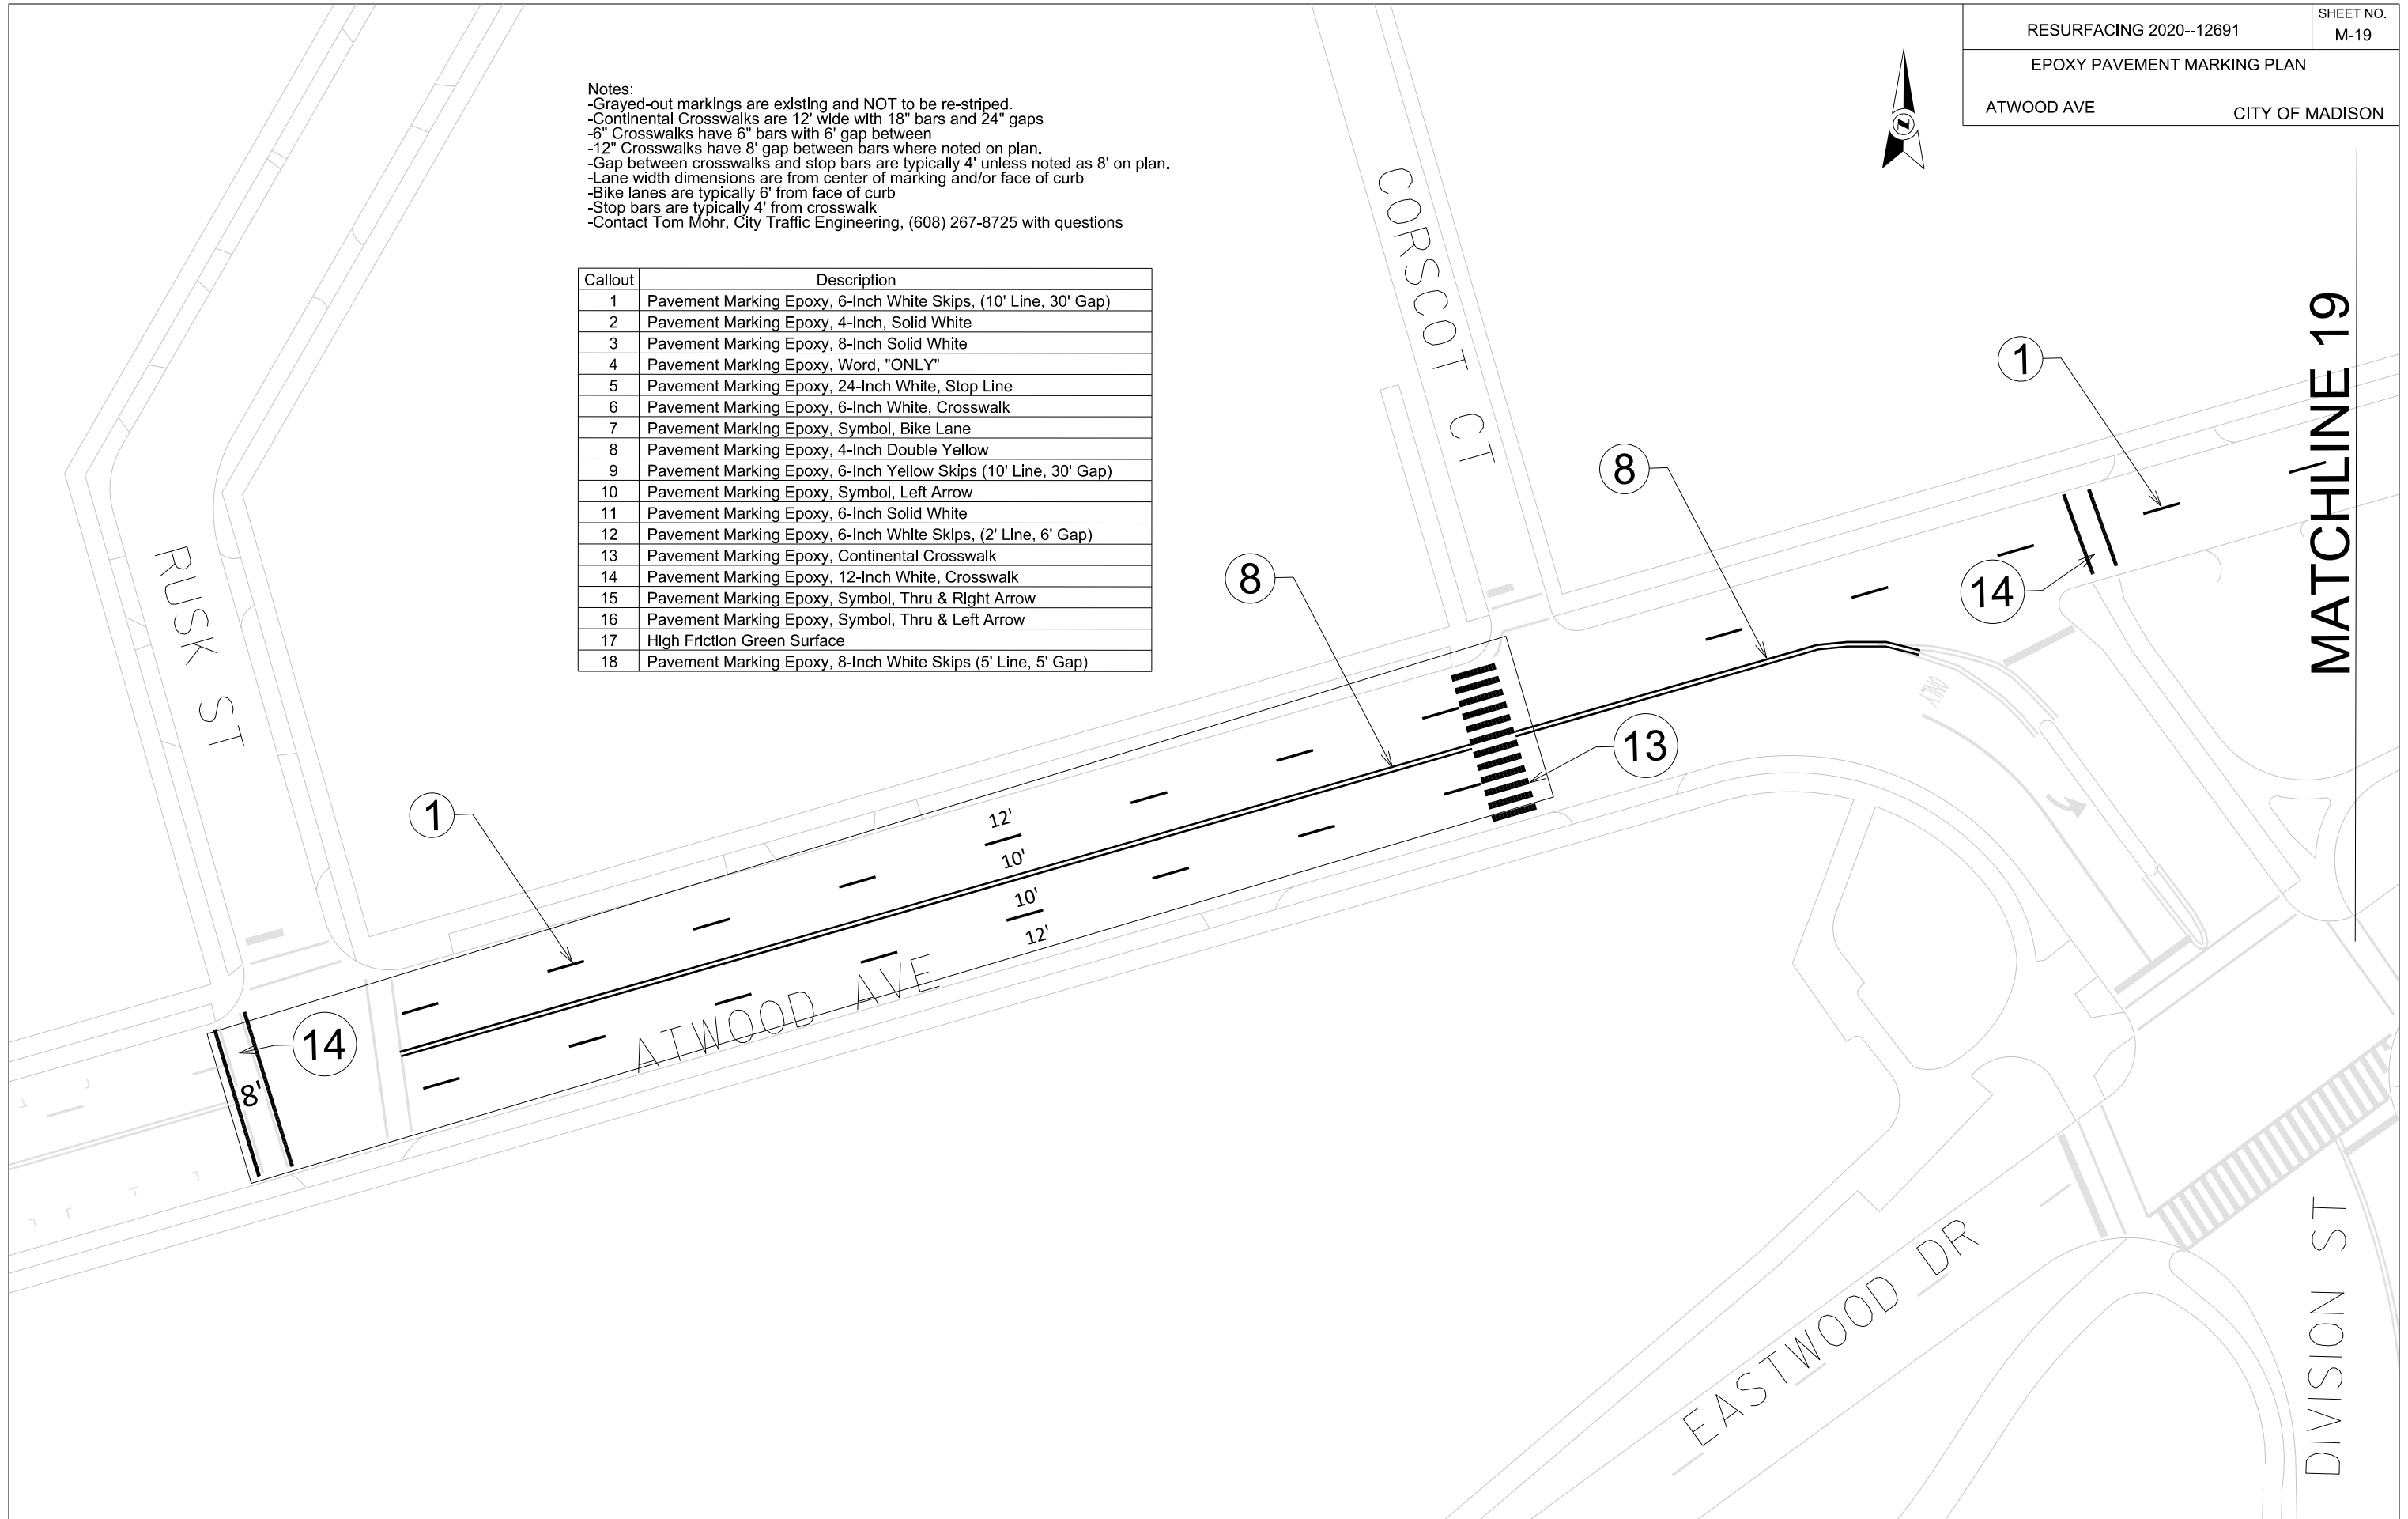 RESURFACING 2020--12691
SHEET NO.
M-19
EPOXY PAVEMENT MARKING PLAN
ATWOOD AVE
CITY OF MADISON
N
Notes:
-Grayed-out markings are existing and NOT to be re-striped.
-Continental Crosswalks are 12' wide with 18" bars and 24" gaps
-6" Crosswalks have 6" bars with 6' gap between
-12" Crosswalks have 8' gap between bars where noted on plan.
-Gap between crosswalks and stop bars are typically 4' unless noted as 8' on plan.
-Lane width dimensions are from center of marking and/or face of curb
-Bike lanes are typically 6' from face of curb
-Stop bars are typically 4' from crosswalk
-Contact Tom Mohr, City Traffic Engineering, (608) 267-8725 with questions
Callout Description
1 Pavement Marking Epoxy, 6-Inch White Skips, (10' Line, 30' Gap)
2 Pavement Marking Epoxy, 4-Inch, Solid White
3 Pavement Marking Epoxy, 8-Inch Solid White
4 Pavement Marking Epoxy, Word, "ONLY"
5 Pavement Marking Epoxy, 24-Inch White, Stop Line
6 Pavement Marking Epoxy, 6-Inch White, Crosswalk
7 Pavement Marking Epoxy, Symbol, Bike Lane
8 Pavement Marking Epoxy, 4-Inch Double Yellow
9 Pavement Marking Epoxy, 6-Inch Yellow Skips (10' Line, 30' Gap)
10 Pavement Marking Epoxy, Symbol, Left Arrow
11 Pavement Marking Epoxy, 6-Inch Solid White
12 Pavement Marking Epoxy, 6-Inch White Skips, (2' Line, 6' Gap)
13 Pavement Marking Epoxy, Continental Crosswalk
14 Pavement Marking Epoxy, 12-Inch White, Crosswalk
15 Pavement Marking Epoxy, Symbol, Thru & Right Arrow
16 Pavement Marking Epoxy, Symbol, Thru & Left Arrow
17 High Friction Green Surface
18 Pavement Marking Epoxy, 8-Inch White Skips (5' Line, 5' Gap)
CORSCOT CT
MATCHLINE 19
1
8
8
14
RUSK ST
ONLY
13
1
12'
10'
10'
12'
ATWOOD AVE
14
8'
EASTWOOD DR
DIVISION ST